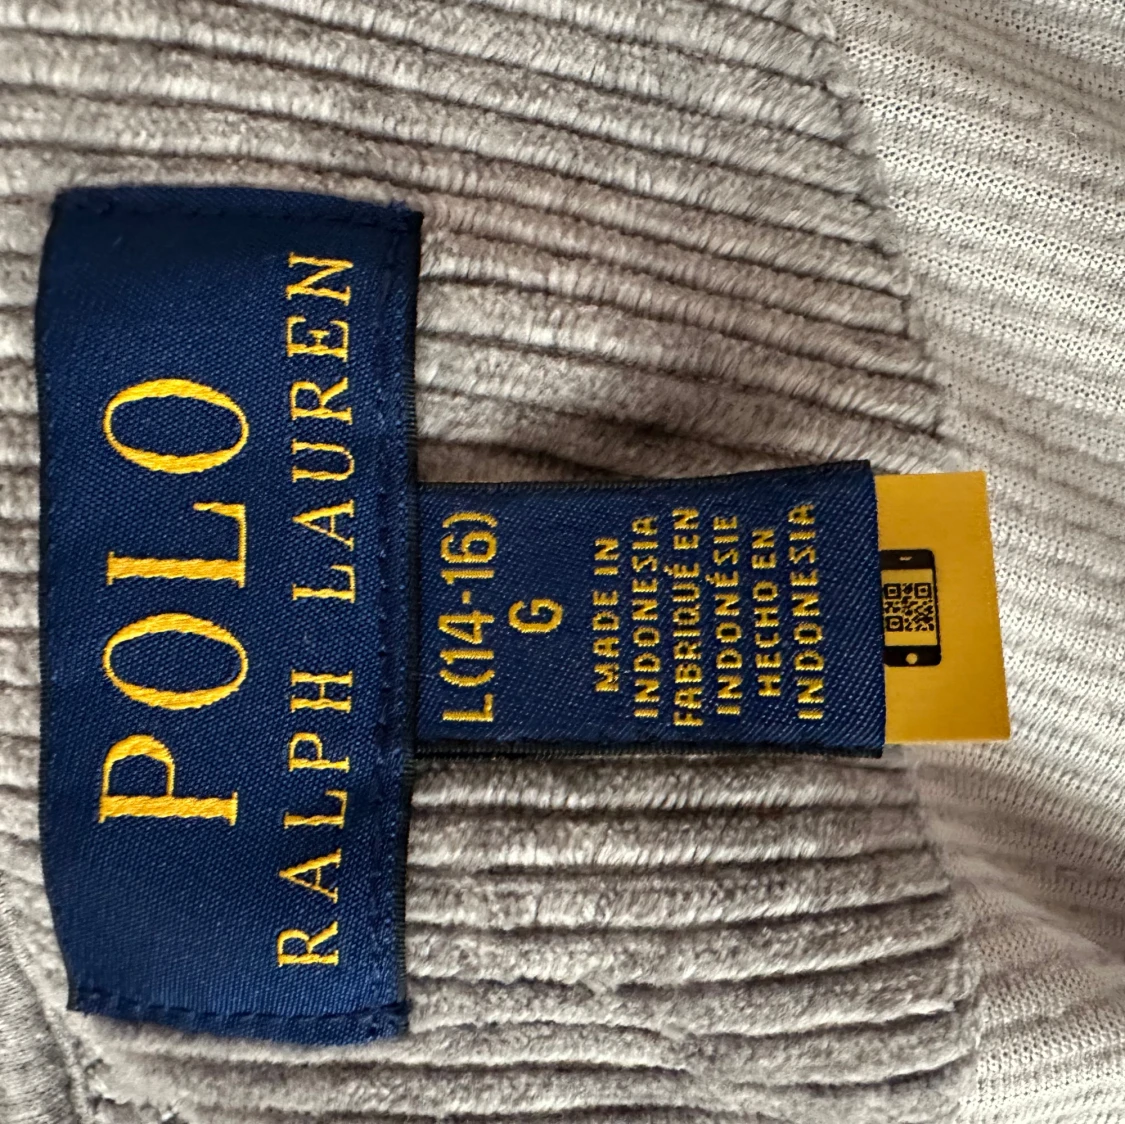 POLO
RALPH LAUREN
L(14-16)
G
MADE IN
INDONESIA
FABRIQUÉ EN
INDONÉSIE
HECHO EN
INDONESIA